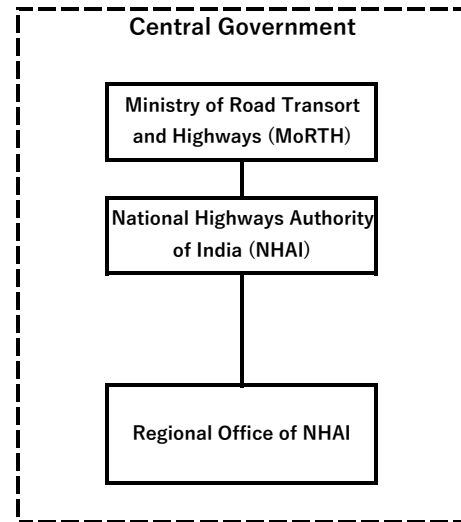 Central Government
Ministry of Road Transort
and Highways (MoRTH)
National Highways Authority
of India (NHAI)
Regional Office of NHAI